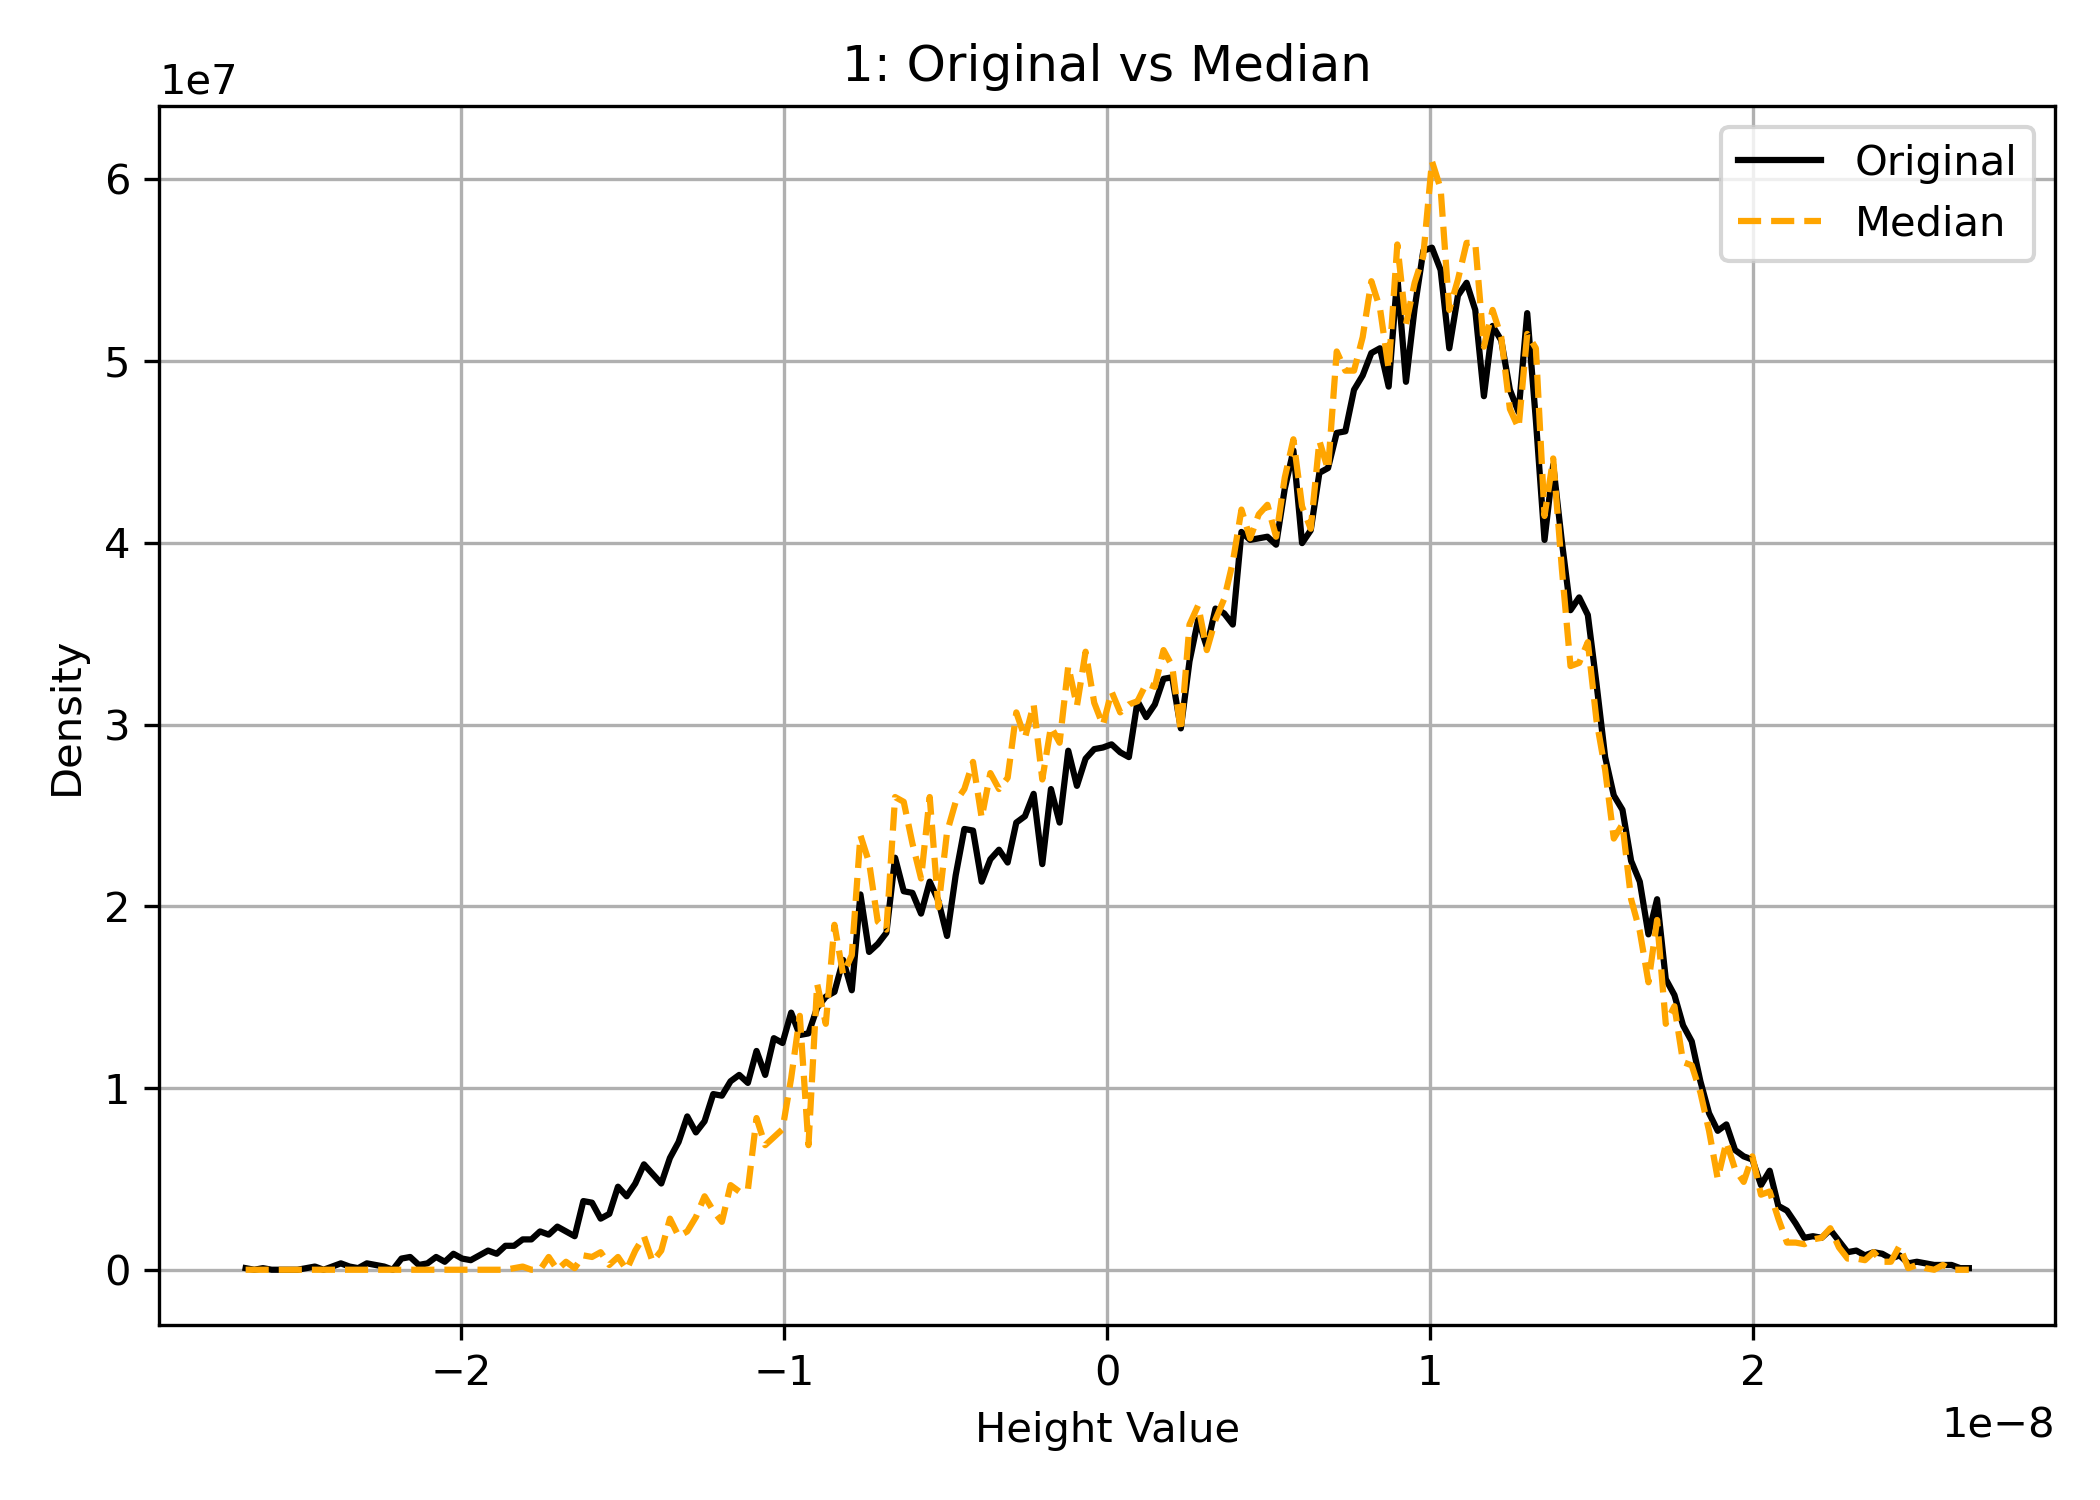 1: Original vs Median
1e7
Original
Median
6
5
4
3
2
1
0
Density
−2 −1 0 1 2
Height Value
1e−8